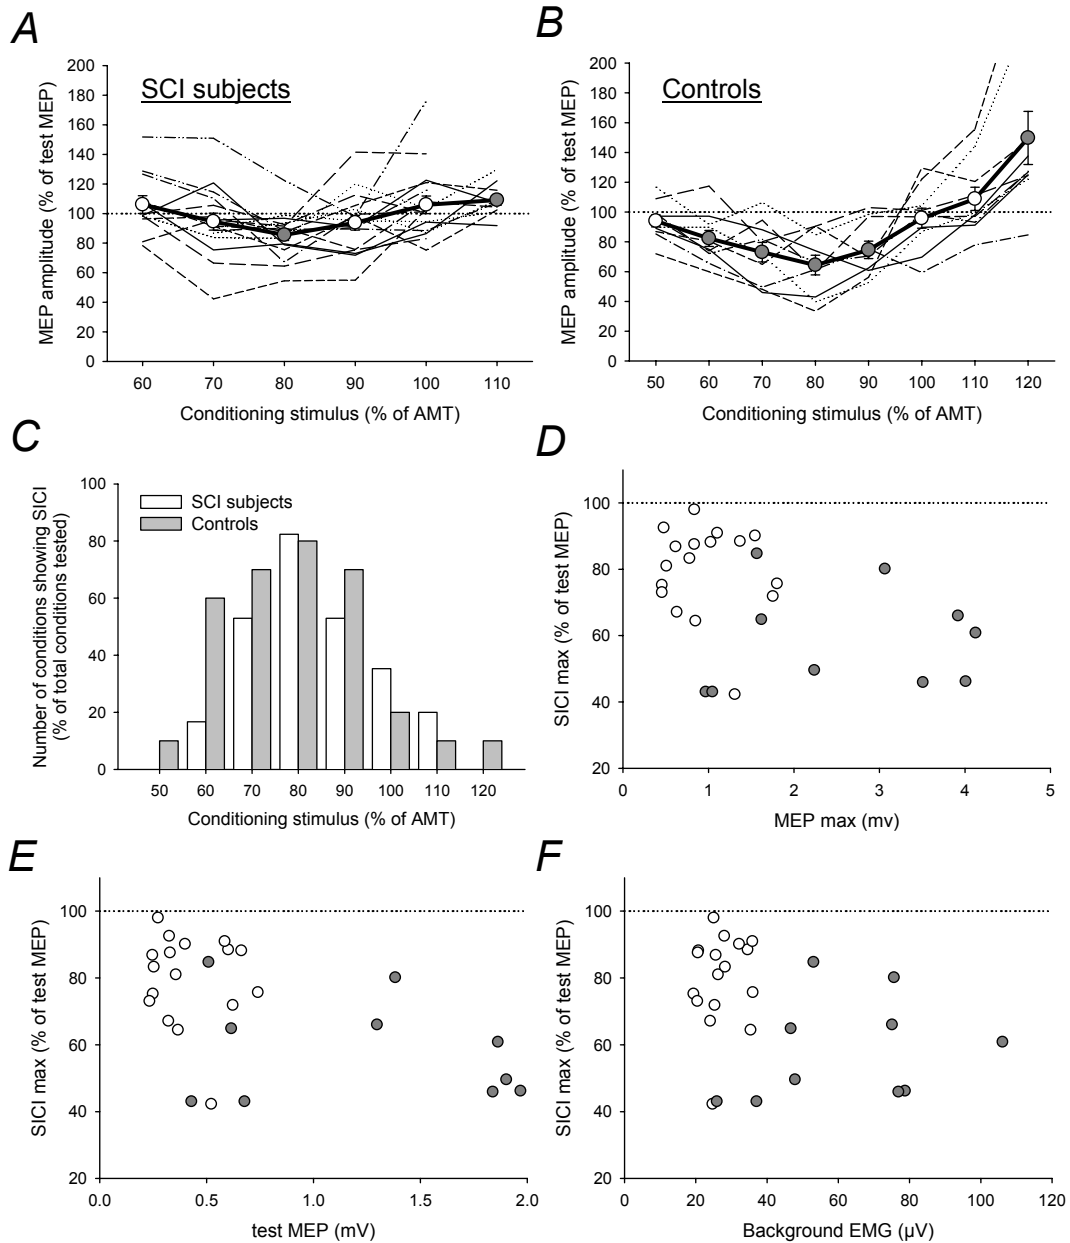 A
SCI subjects
MEP amplitude (% of test MEP)
200
180
160
140
120
100
80
60
40
20
0
60 70 80 90 100 110
Conditioning stimulus (% of AMT)
B
Controls
MEP amplitude (% of test MEP)
200
180
160
140
120
100
80
60
40
20
0
50 60 70 80 90 100 110 120
Conditioning stimulus (% of AMT)
C
SCI subjects
Controls
Number of conditions showing SICI
(% of total conditions tested)
100
80
60
40
20
0
50 60 70 80 90 100 110 120
Conditioning stimulus (% of AMT)
D
SICI max (% of test MEP)
100
80
60
40
20
0 1 2 3 4 5
MEP max (mv)
E
SICI max (% of test MEP)
100
80
60
40
20
0.0 0.5 1.0 1.5 2.0
test MEP (mV)
F
SICI max (% of test MEP)
100
80
60
40
20
0 20 40 60 80 100 120
Background EMG (µV)